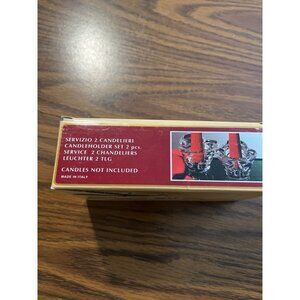 SERVIZIO 2 CANDELIERI
CANDLEHOLDER SET 2 pcs.
SERVICE 2 CHANDELIERS
LEUCHTER 2 TLG
CANDLES NOT INCLUDED
MADE IN ITALY